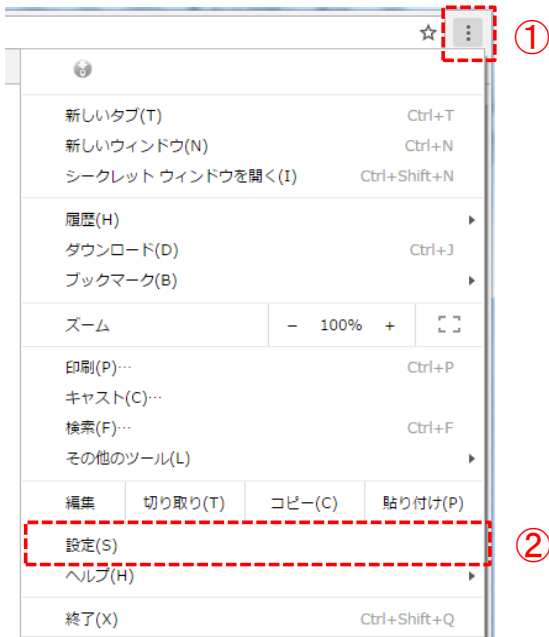 ①
新しいタブ(T) Ctrl+T
新しいウィンドウ(N) Ctrl+N
シークレット ウィンドウを開く(I) Ctrl+Shift+N
履歴(H)
ダウンロード(D) Ctrl+J
ブックマーク(B)
ズーム − 100% +
印刷(P)… Ctrl+P
キャスト(C)…
検索(F)… Ctrl+F
その他のツール(L)
編集 切り取り(T) コピー(C) 貼り付け(P)
設定(S) ②
ヘルプ(H)
終了(X) Ctrl+Shift+Q